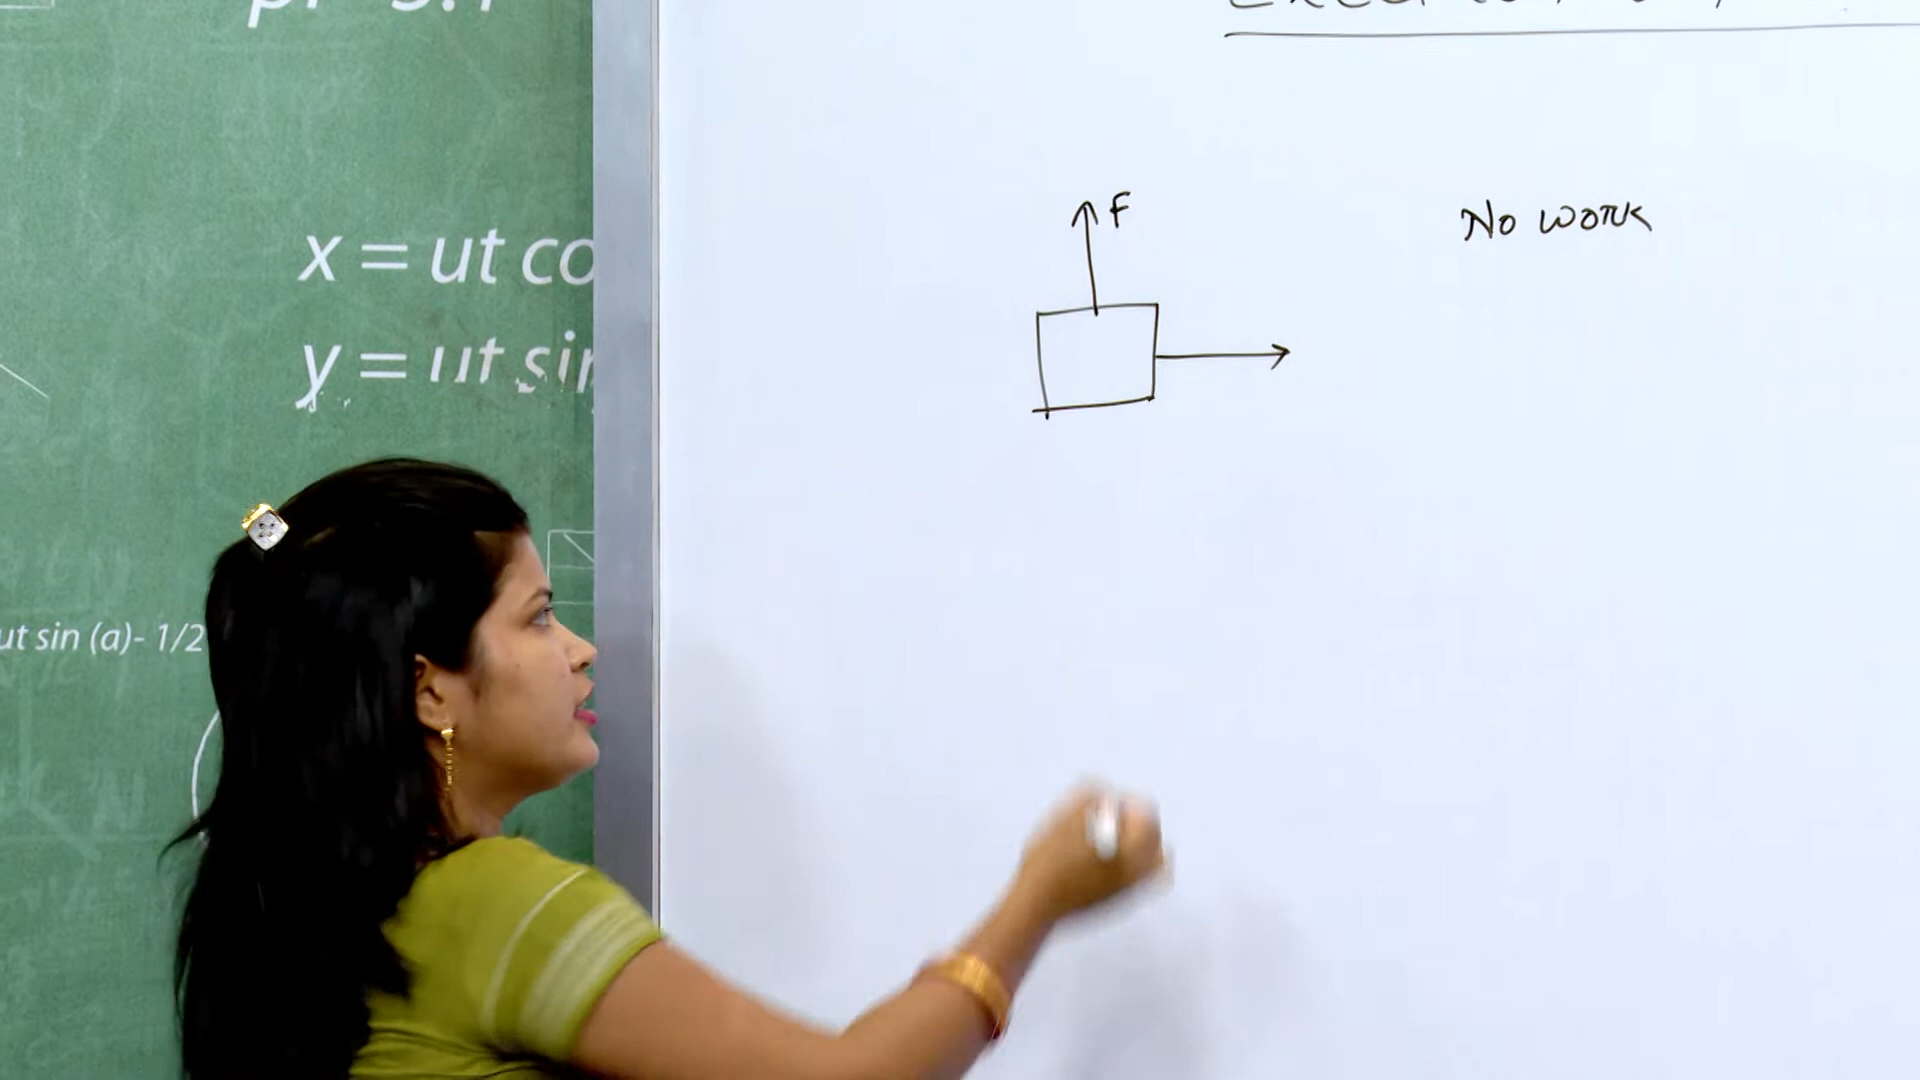 x = ut co
y = ut sin
ut sin (a)- 1/2
F
No work